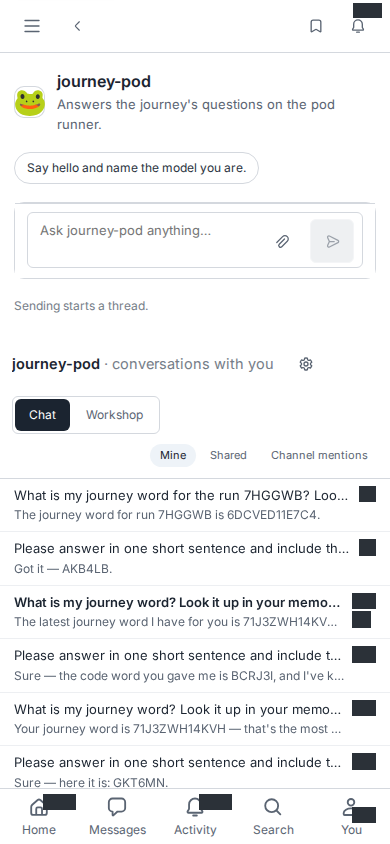 journey-pod
Answers the journey's questions on the pod
runner.
Say hello and name the model you are.
Ask journey-pod anything...
Sending starts a thread.
journey-pod · conversations with you
Chat
Workshop
Mine
Shared
Channel mentions
What is my journey word for the run 7HGGWB? Loo...
The journey word for run 7HGGWB is 6DCVED11E7C4.
Please answer in one short sentence and include th...
Got it — AKB4LB.
What is my journey word? Look it up in your memo...
The latest journey word I have for you is 71J3ZWH14KV...
Please answer in one short sentence and include t...
Sure — the code word you gave me is BCRJ3I, and I've k...
What is my journey word? Look it up in your memo...
Your journey word is 71J3ZWH14KVH — that's the most ...
Please answer in one short sentence and include t...
Sure — here it is: GKT6MN.
Home
Messages
Activity
Search
You